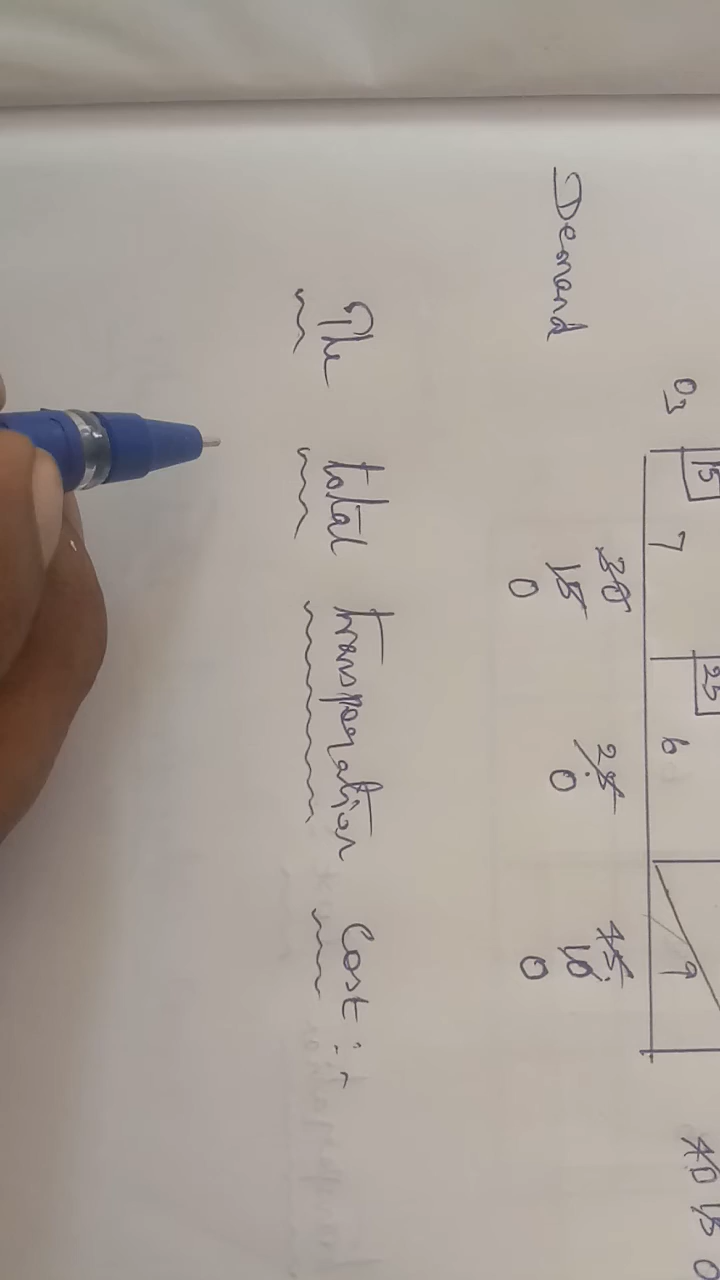 O3 15 7 25 6 9 40 15 0
Demand 30 25 45
15 0 10
0 0
The total transporation Cost :-